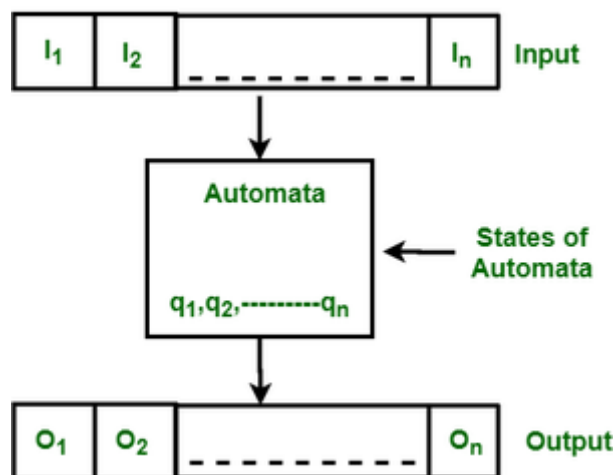 I₁ I₂ - - - - - - - - - Iₙ Input
Automata
States of
Automata
q₁,q₂,---------qₙ
O₁ O₂ - - - - - - - - - Oₙ Output